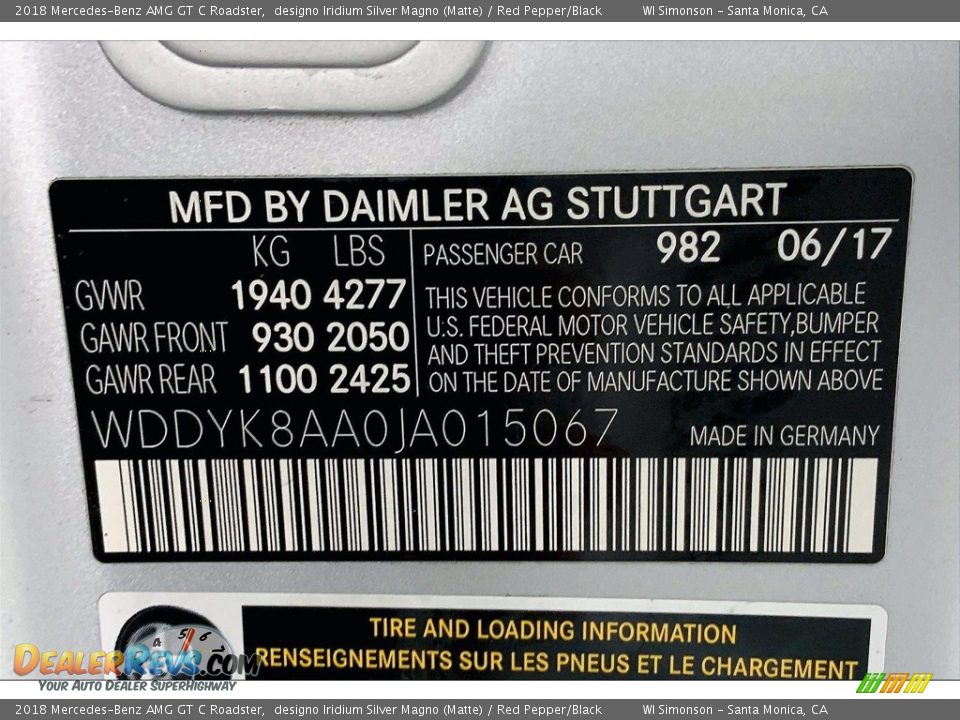 2018 Mercedes-Benz AMG GT C Roadster, designo Iridium Silver Magno (Matte) / Red Pepper/Black WI Simonson - Santa Monica, CA
MFD BY DAIMLER AG STUTTGART
KG LBS
GVWR 1940 4277
GAWR FRONT 930 2050
GAWR REAR 1100 2425
PASSENGER CAR 982 06/17
THIS VEHICLE CONFORMS TO ALL APPLICABLE
U.S. FEDERAL MOTOR VEHICLE SAFETY,BUMPER
AND THEFT PREVENTION STANDARDS IN EFFECT
ON THE DATE OF MANUFACTURE SHOWN ABOVE
WDDYK8AA0JA015067
MADE IN GERMANY
TIRE AND LOADING INFORMATION
RENSEIGNEMENTS SUR LES PNEUS ET LE CHARGEMENT
4 5 6
DealerRevs.com
Your Auto Dealer SuperHighway
2018 Mercedes-Benz AMG GT C Roadster, designo Iridium Silver Magno (Matte) / Red Pepper/Black WI Simonson - Santa Monica, CA